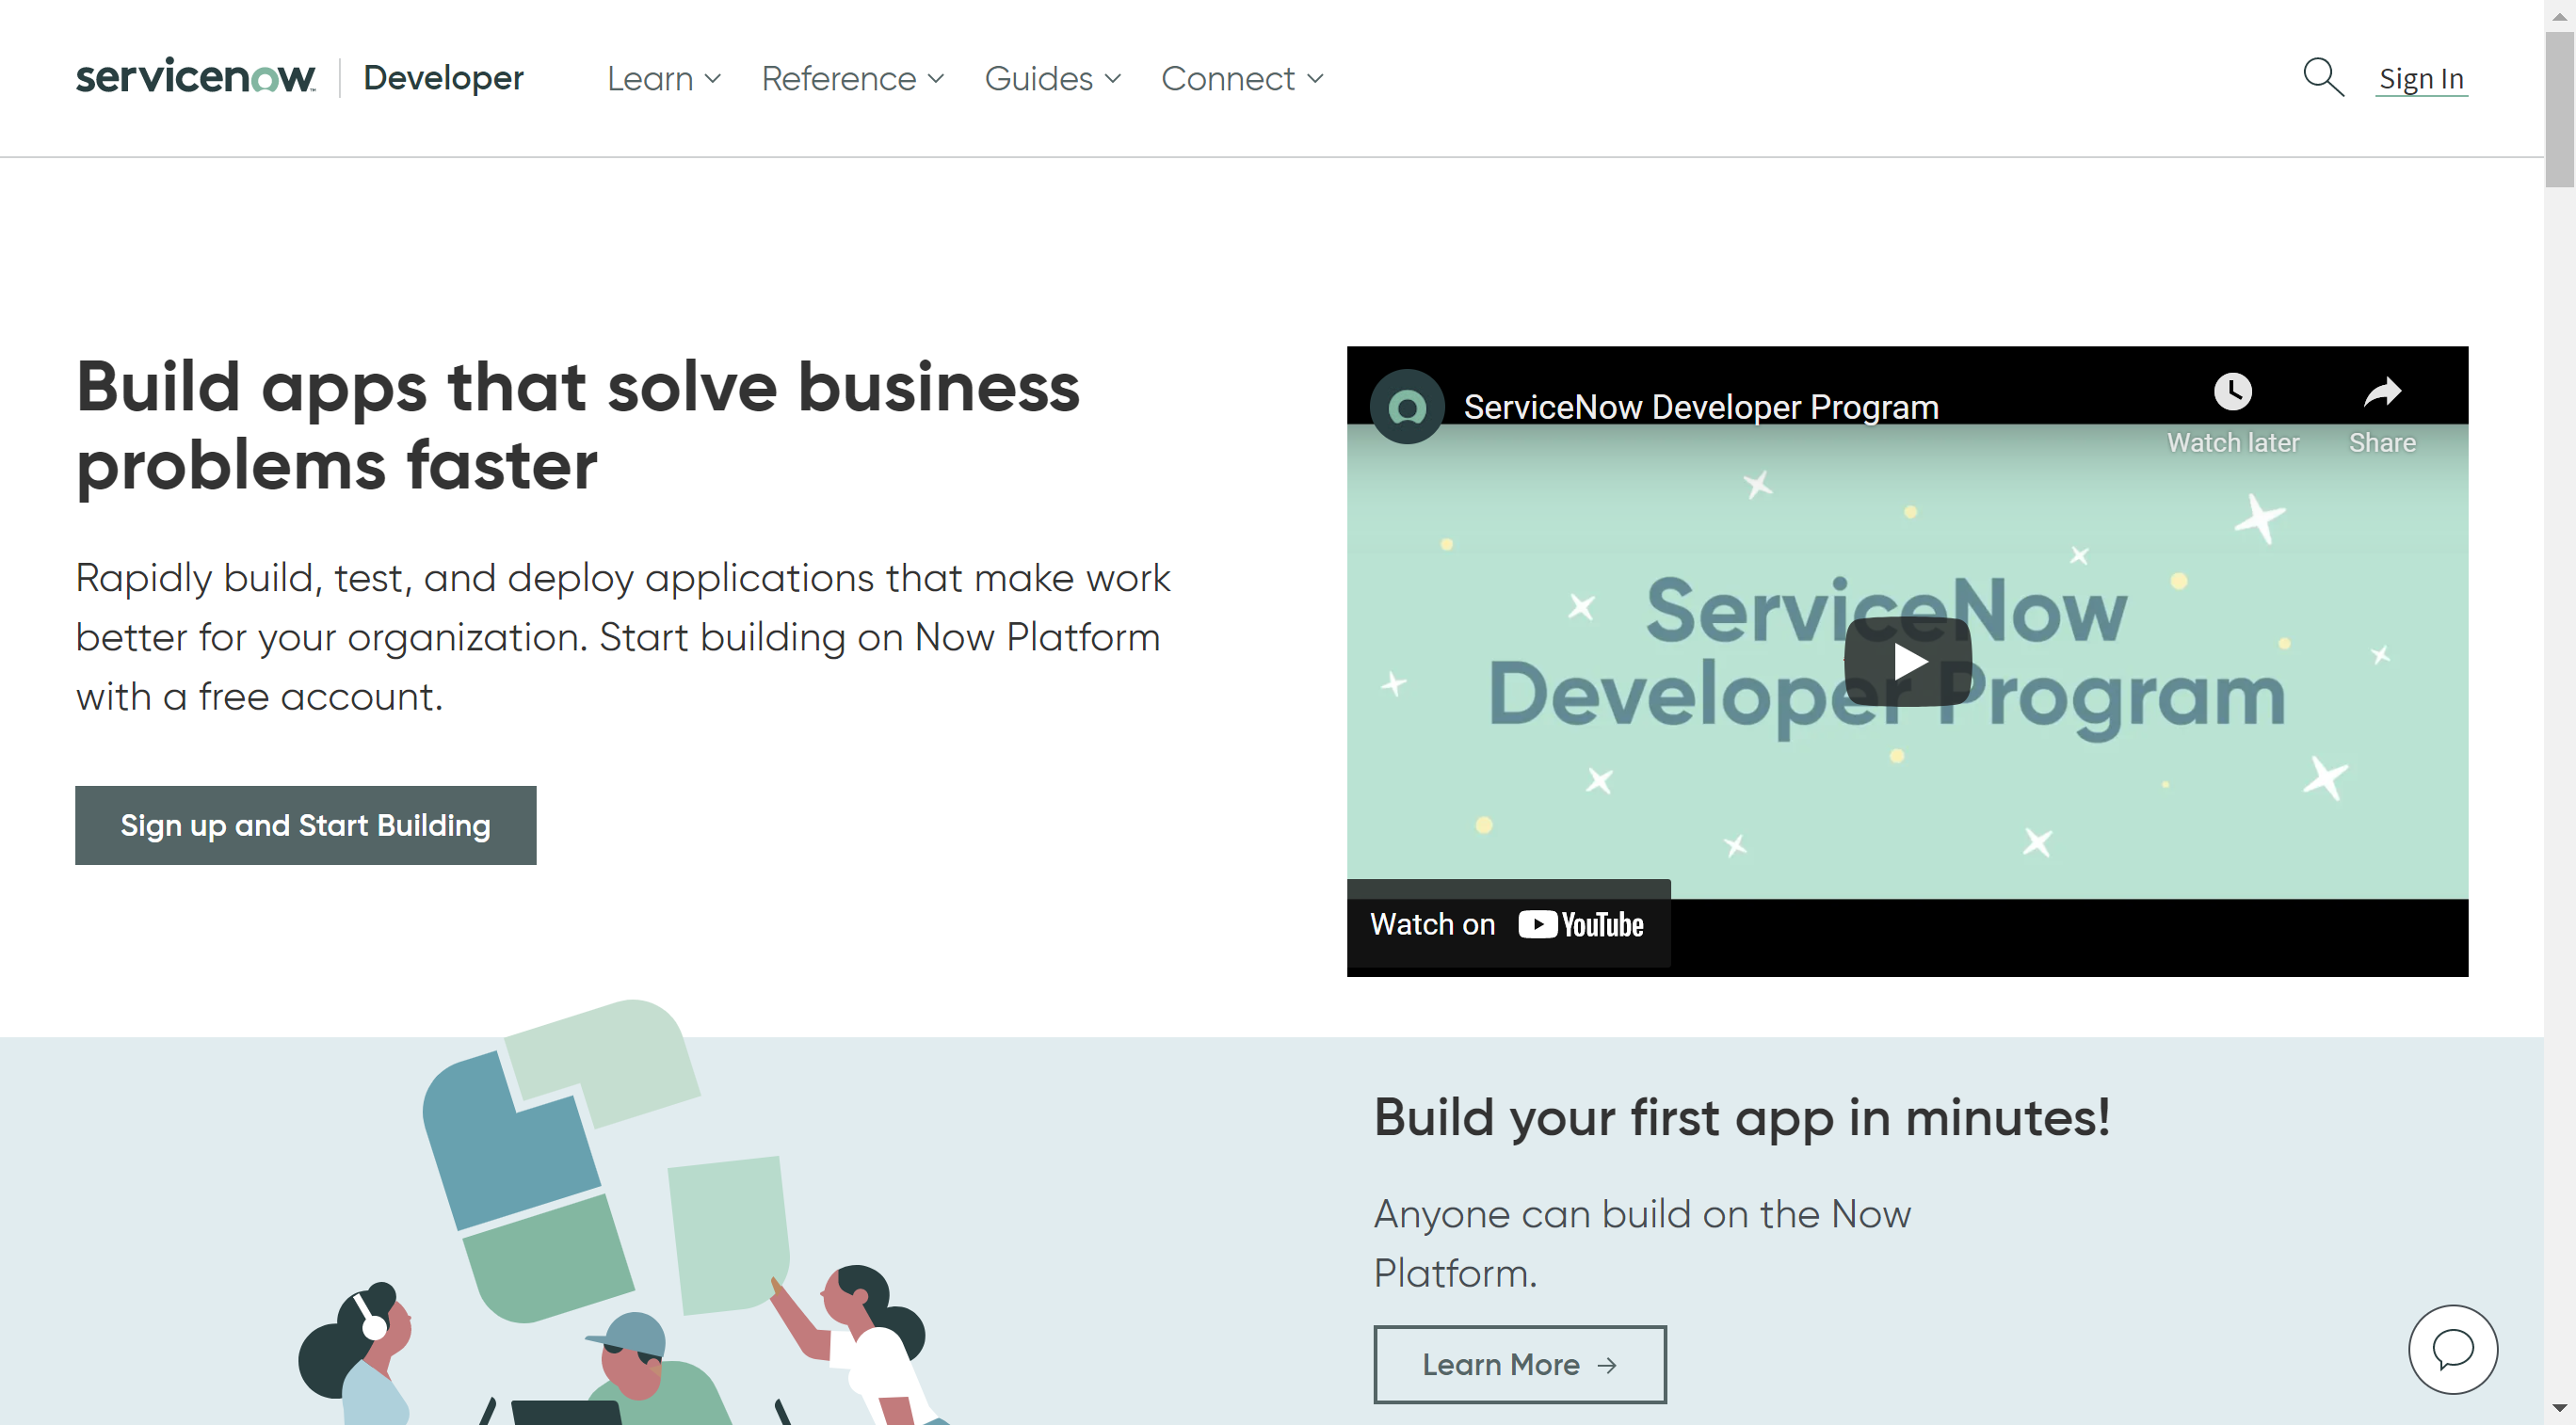 servicenow Developer Learn Reference Guides Connect Sign In
Build apps that solve business
problems faster
Rapidly build, test, and deploy applications that make work
better for your organization. Start building on Now Platform
with a free account.
Sign up and Start Building
ServiceNow Developer Program
Watch later
Share
ServiceNow
Developer Program
Watch on YouTube
Build your first app in minutes!
Anyone can build on the Now
Platform.
Learn More